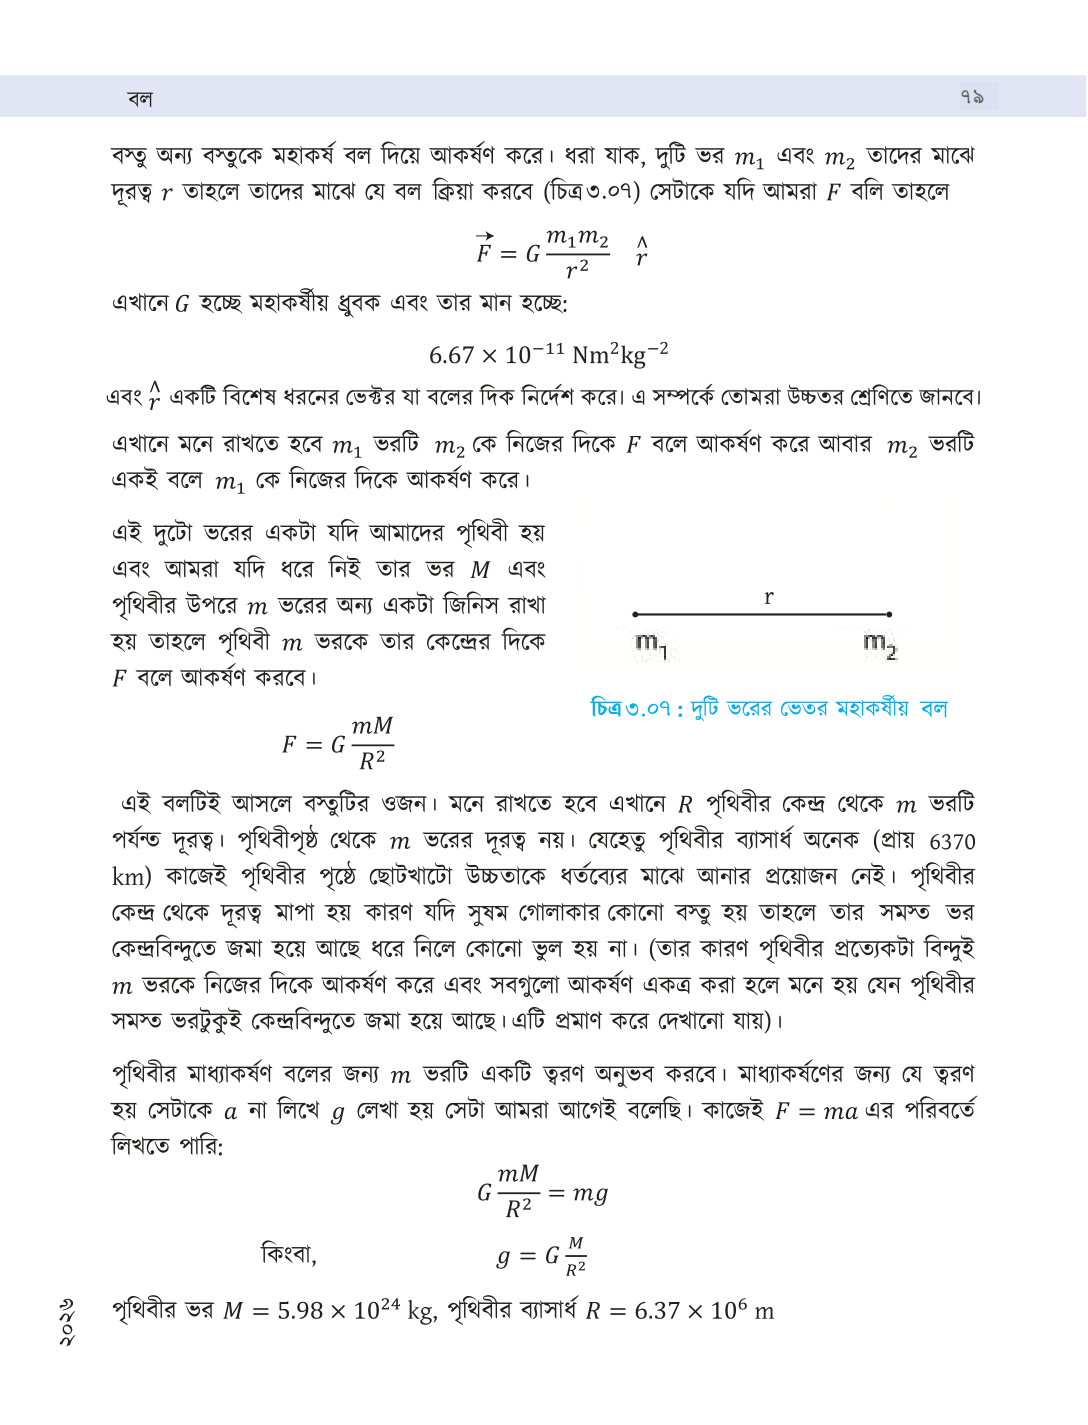 বল
৭৯
বস্তু অন্য বস্তুকে মহাকর্ষ বল দিয়ে আকর্ষণ করে। ধরা যাক, দুটি ভর m₁ এবং m₂ তাদের মাঝে
দূরত্ব r তাহলে তাদের মাঝে যে বল ক্রিয়া করবে (চিত্র ৩.০৭) সেটাকে যদি আমরা F বলি তাহলে
F⃗ = G m₁m₂/r² r̂
এখানে G হচ্ছে মহাকর্ষীয় ধ্রুবক এবং তার মান হচ্ছে:
6.67 × 10⁻¹¹ Nm²kg⁻²
এবং r̂ একটি বিশেষ ধরনের ভেক্টর যা বলের দিক নির্দেশ করে। এ সম্পর্কে তোমরা উচ্চতর শ্রেণিতে জানবে।
এখানে মনে রাখতে হবে m₁ ভরটি m₂ কে নিজের দিকে F বলে আকর্ষণ করে আবার m₂ ভরটি
একই বলে m₁ কে নিজের দিকে আকর্ষণ করে।
এই দুটো ভরের একটা যদি আমাদের পৃথিবী হয়
এবং আমরা যদি ধরে নিই তার ভর M এবং
পৃথিবীর উপরে m ভরের অন্য একটা জিনিস রাখা
হয় তাহলে পৃথিবী m ভরকে তার কেন্দ্রের দিকে
F বলে আকর্ষণ করবে।
r
m₁ m₂
চিত্র ৩.০৭ : দুটি ভরের ভেতর মহাকর্ষীয় বল
F = G mM/R²
এই বলটিই আসলে বস্তুটির ওজন। মনে রাখতে হবে এখানে R পৃথিবীর কেন্দ্র থেকে m ভরটি
পর্যন্ত দূরত্ব। পৃথিবীপৃষ্ঠ থেকে m ভরের দূরত্ব নয়। যেহেতু পৃথিবীর ব্যাসার্ধ অনেক (প্রায় 6370
km) কাজেই পৃথিবীর পৃষ্ঠে ছোটখাটো উচ্চতাকে ধর্তব্যের মাঝে আনার প্রয়োজন নেই। পৃথিবীর
কেন্দ্র থেকে দূরত্ব মাপা হয় কারণ যদি সুষম গোলাকার কোনো বস্তু হয় তাহলে তার সমস্ত ভর
কেন্দ্রবিন্দুতে জমা হয়ে আছে ধরে নিলে কোনো ভুল হয় না। (তার কারণ পৃথিবীর প্রত্যেকটা বিন্দুই
m ভরকে নিজের দিকে আকর্ষণ করে এবং সবগুলো আকর্ষণ একত্র করা হলে মনে হয় যেন পৃথিবীর
সমস্ত ভরটুকুই কেন্দ্রবিন্দুতে জমা হয়ে আছে। এটি প্রমাণ করে দেখানো যায়)।
পৃথিবীর মাধ্যাকর্ষণ বলের জন্য m ভরটি একটি ত্বরণ অনুভব করবে। মাধ্যাকর্ষণের জন্য যে ত্বরণ
হয় সেটাকে a না লিখে g লেখা হয় সেটা আমরা আগেই বলেছি। কাজেই F = ma এর পরিবর্তে
লিখতে পারি:
G mM/R² = mg
কিংবা, g = G M/R²
পৃথিবীর ভর M = 5.98 × 10²⁴ kg, পৃথিবীর ব্যাসার্ধ R = 6.37 × 10⁶ m
২০২৬